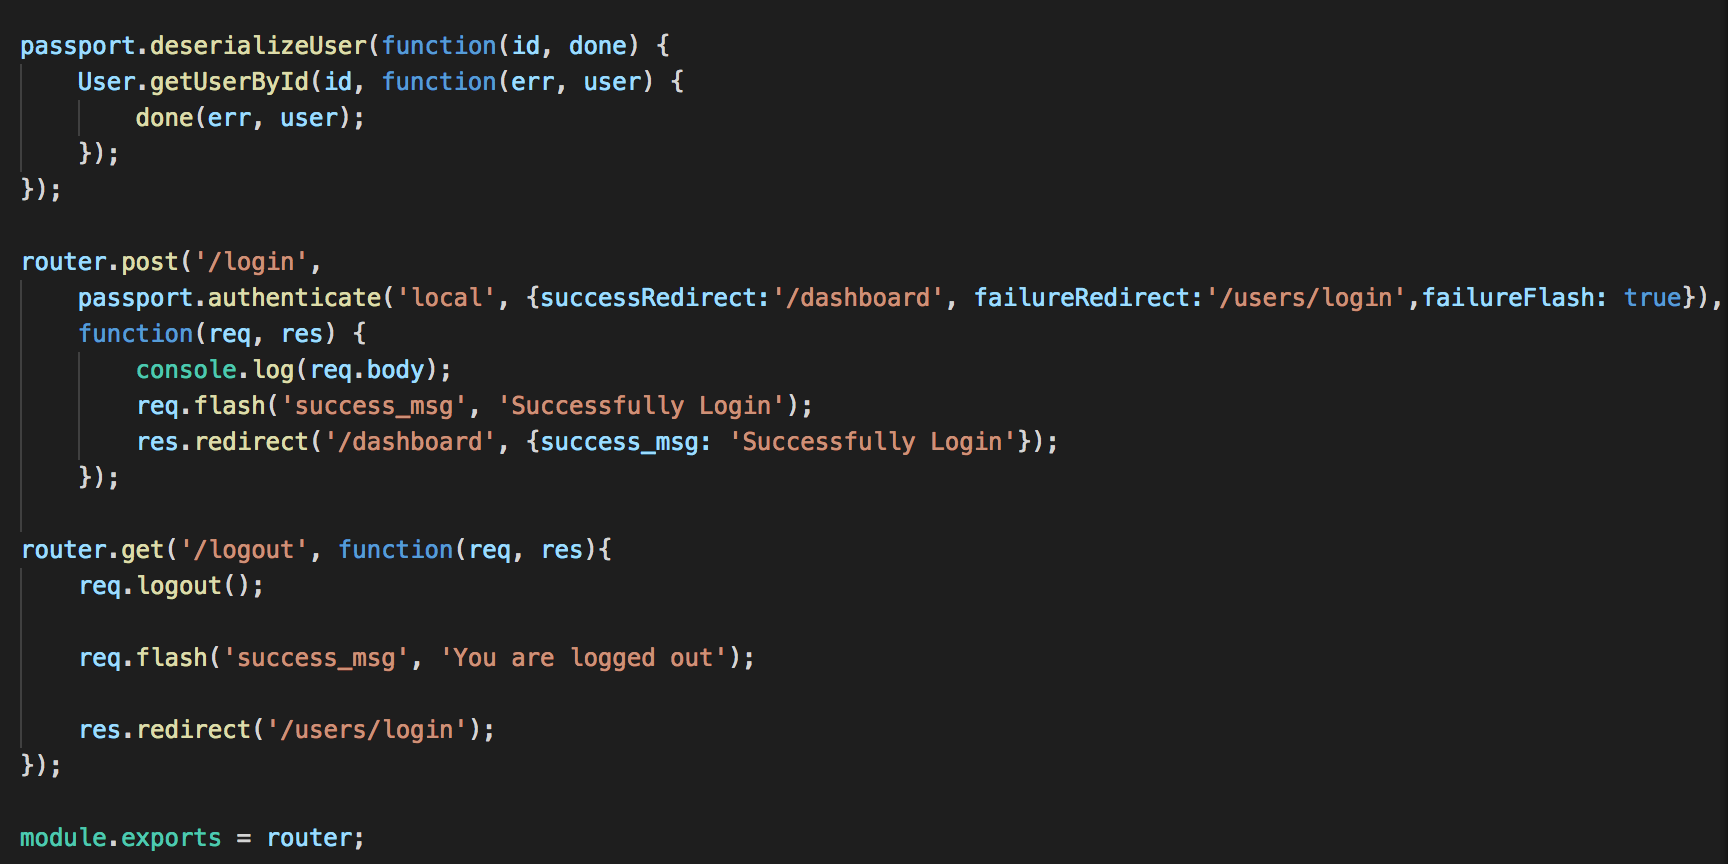 passport.deserializeUser(function(id, done) {
    User.getUserById(id, function(err, user) {
        done(err, user);
    });
});

router.post('/login',
    passport.authenticate('local', {successRedirect:'/dashboard', failureRedirect:'/users/login',failureFlash: true}),
    function(req, res) {
        console.log(req.body);
        req.flash('success_msg', 'Successfully Login');
        res.redirect('/dashboard', {success_msg: 'Successfully Login'});
    });

router.get('/logout', function(req, res){
    req.logout();

    req.flash('success_msg', 'You are logged out');

    res.redirect('/users/login');
});

module.exports = router;